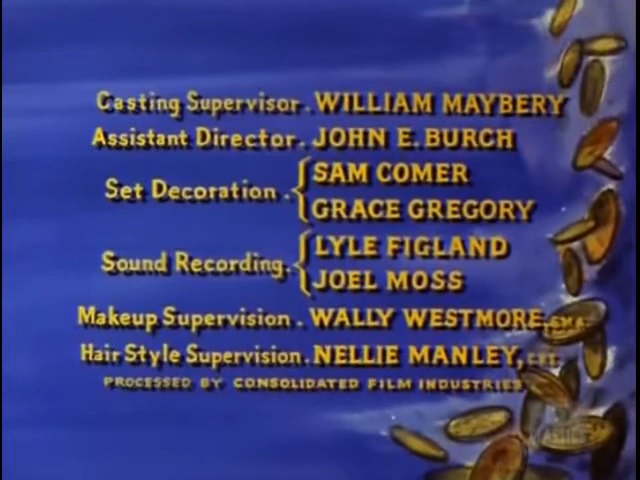 Casting Supervisor . WILLIAM MAYBERY
Assistant Director . JOHN E. BURCH
Set Decoration . { SAM COMER
GRACE GREGORY
Sound Recording . { LYLE FIGLAND
JOEL MOSS
Makeup Supervision . WALLY WESTMORE, SMA
Hair Style Supervision . NELLIE MANLEY,
PROCESSED BY CONSOLIDATED FILM INDUSTRIES